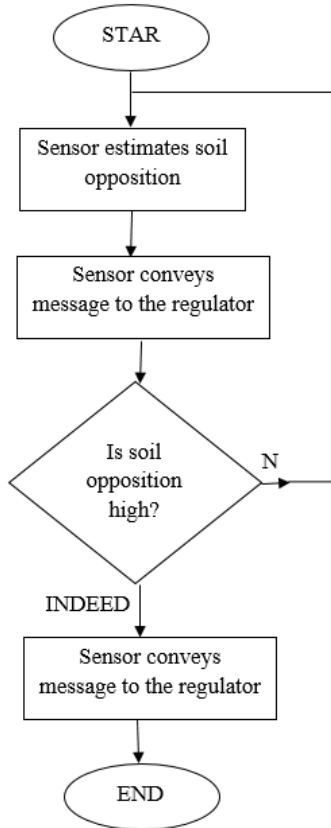 STAR
Sensor estimates soil
opposition
Sensor conveys
message to the regulator
Is soil
opposition
high?
N
INDEED
Sensor conveys
message to the regulator
END